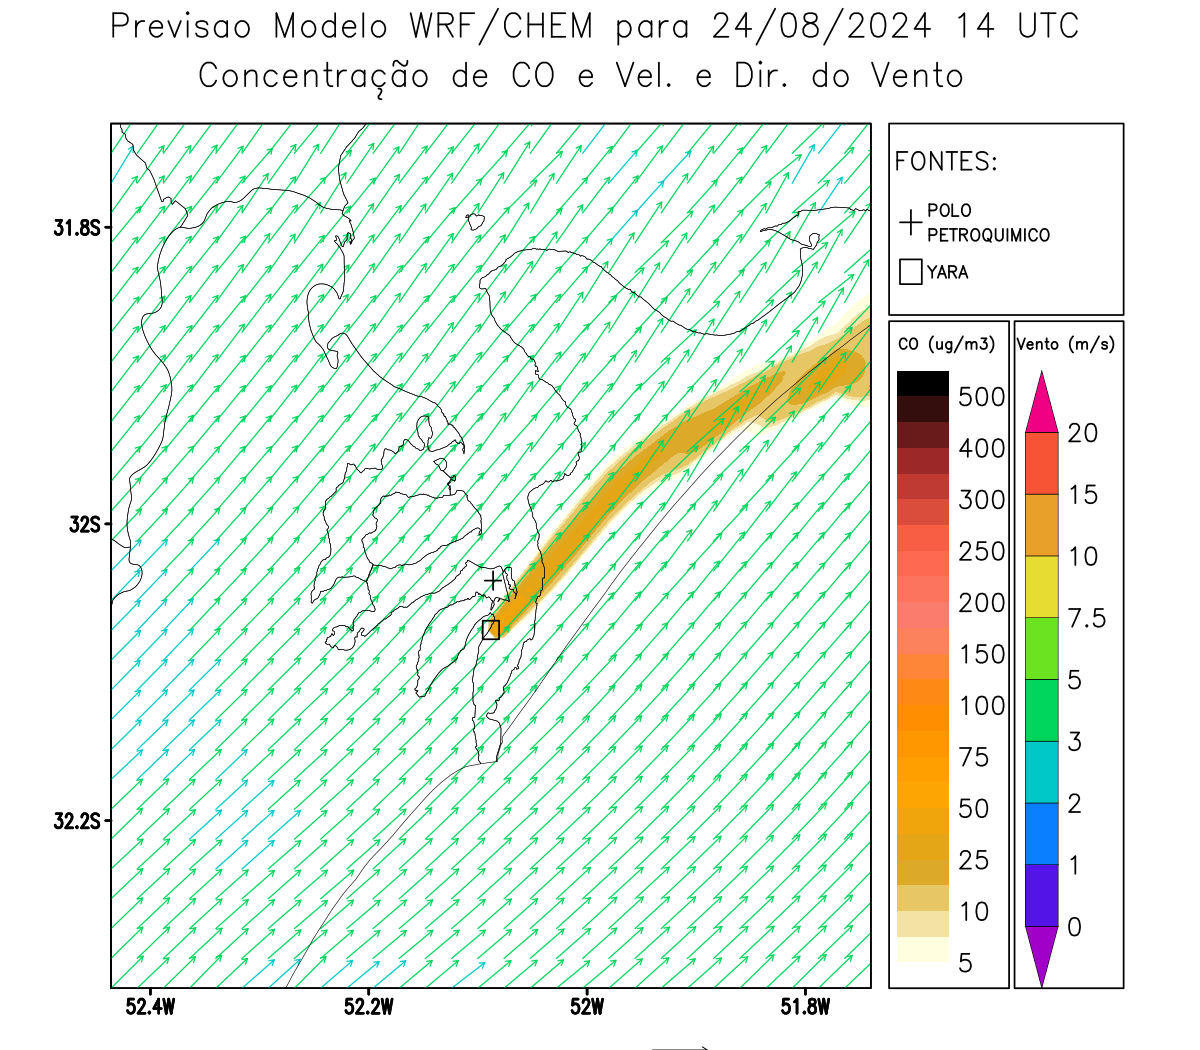 Previsao Modelo WRF/CHEM para 24/08/2024 14 UTC
Concentração de CO e Vel. e Dir. do Vento
FONTES:
POLO
PETROQUIMICO
YARA
CO (ug/m3)
500
400
300
250
200
150
100
75
50
25
10
5
Vento (m/s)
20
15
10
7.5
5
3
2
1
0
31.8S
32S
32.2S
52.4W
52.2W
52W
51.8W